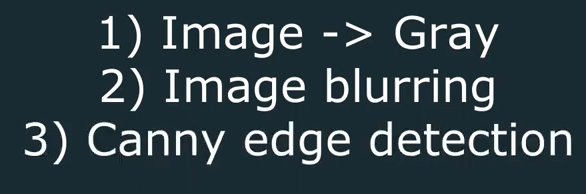 1) Image -> Gray
2) Image blurring
3) Canny edge detection